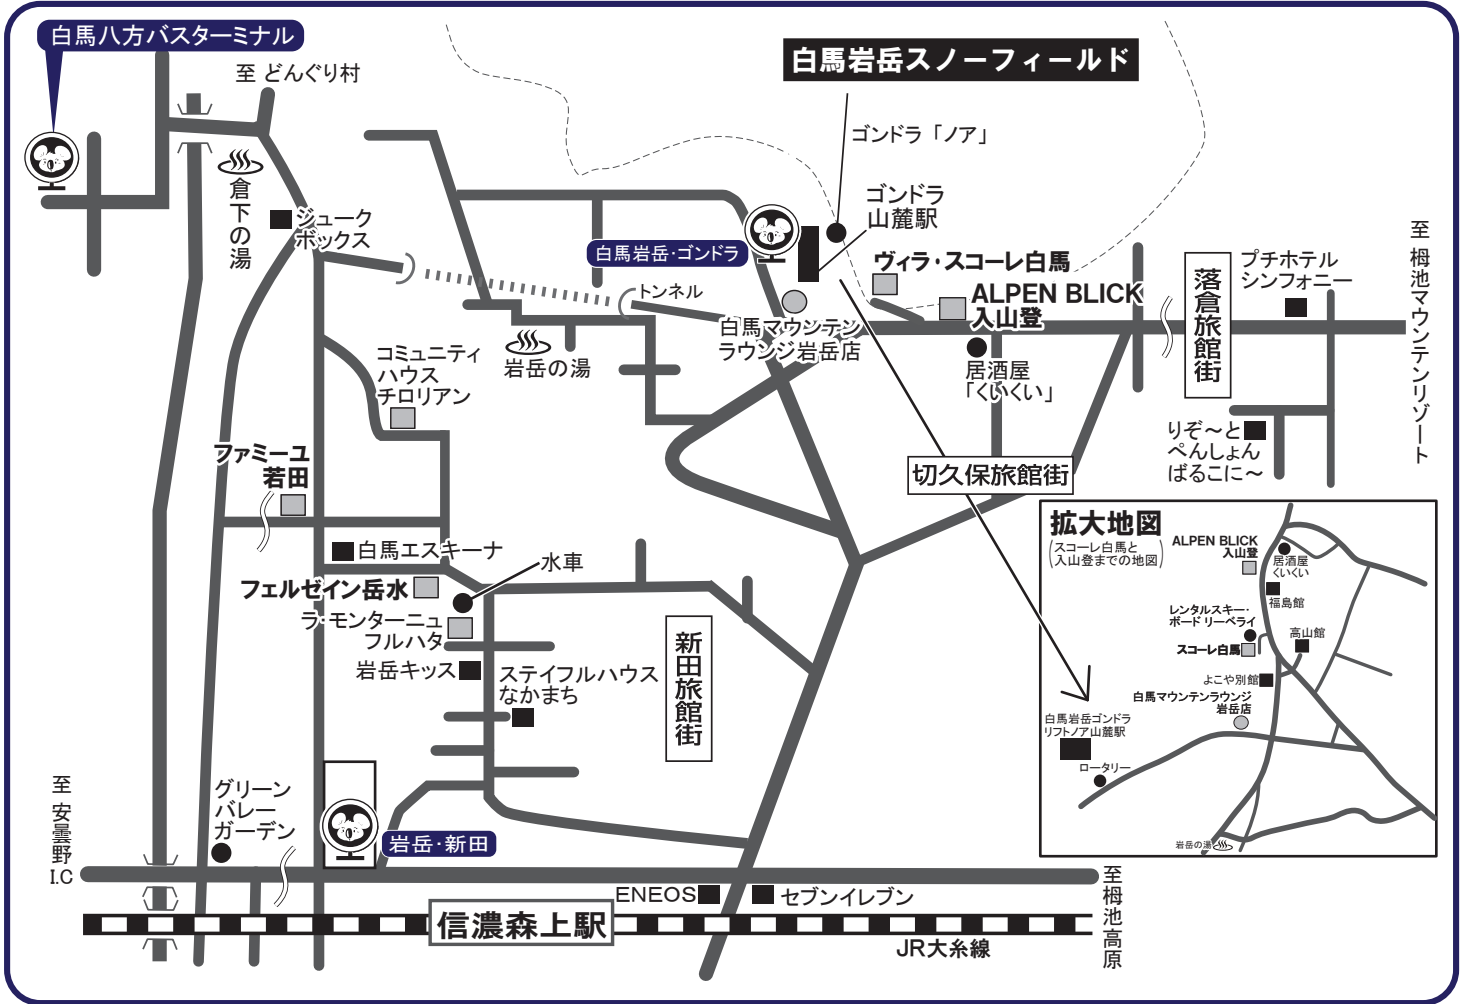 白馬八方バスターミナル
至 どんぐり村
白馬岩岳スノーフィールド
ゴンドラ「ノア」
倉下の湯
ジューク
ボックス
ゴンドラ
山麓駅
白馬岩岳・ゴンドラ
ヴィラ・スコーレ白馬
ALPEN BLICK
入山登
トンネル
白馬マウンテン
ラウンジ岩岳店
居酒屋
「くいくい」
落倉旅館街
プチホテル
シンフォニー
至 栂池マウンテンリゾート
岩岳の湯
コミュニティ
ハウス
チロリアン
りぞ～と
ぺんしょん
ばるこに～
ファミーユ
若田
切久保旅館街
白馬エスキーナ
水車
フェルゼイン岳水
ラ・モンターニュ
フルハタ
岩岳キッス
ステイフルハウス
なかまち
新田旅館街
拡大地図
(スコーレ白馬と
入山登までの地図)
ALPEN BLICK
入山登
居酒屋
くいくい
福島館
レンタルスキー・
ボード リーベライ
高山館
スコーレ白馬
よこや別館
白馬マウンテンラウンジ
岩岳店
白馬岩岳ゴンドラ
リフトノア山麓駅
ロータリー
岩岳の湯
至 安曇野
I.C
グリーン
バレー
ガーデン
岩岳・新田
ENEOS
セブンイレブン
至 栂池高原
信濃森上駅
JR大糸線